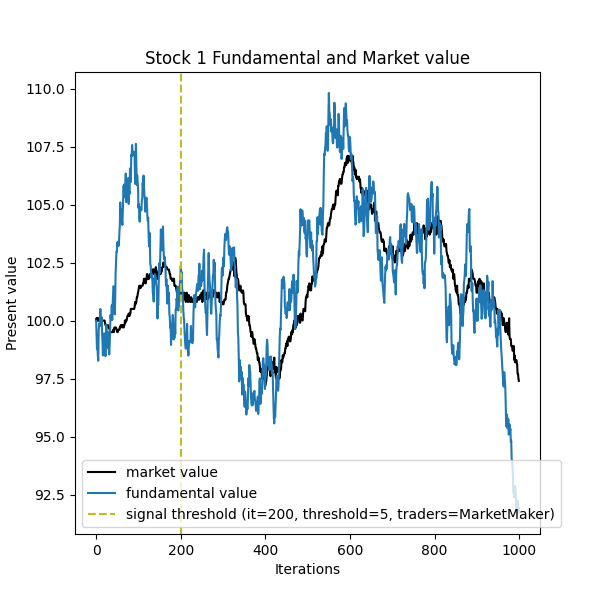 Stock 1 Fundamental and Market value
110.0
107.5
105.0
102.5
100.0
97.5
95.0
92.5
Present value
market value
fundamental value
signal threshold (it=200, threshold=5, traders=MarketMaker)
0 200 400 600 800 1000
Iterations